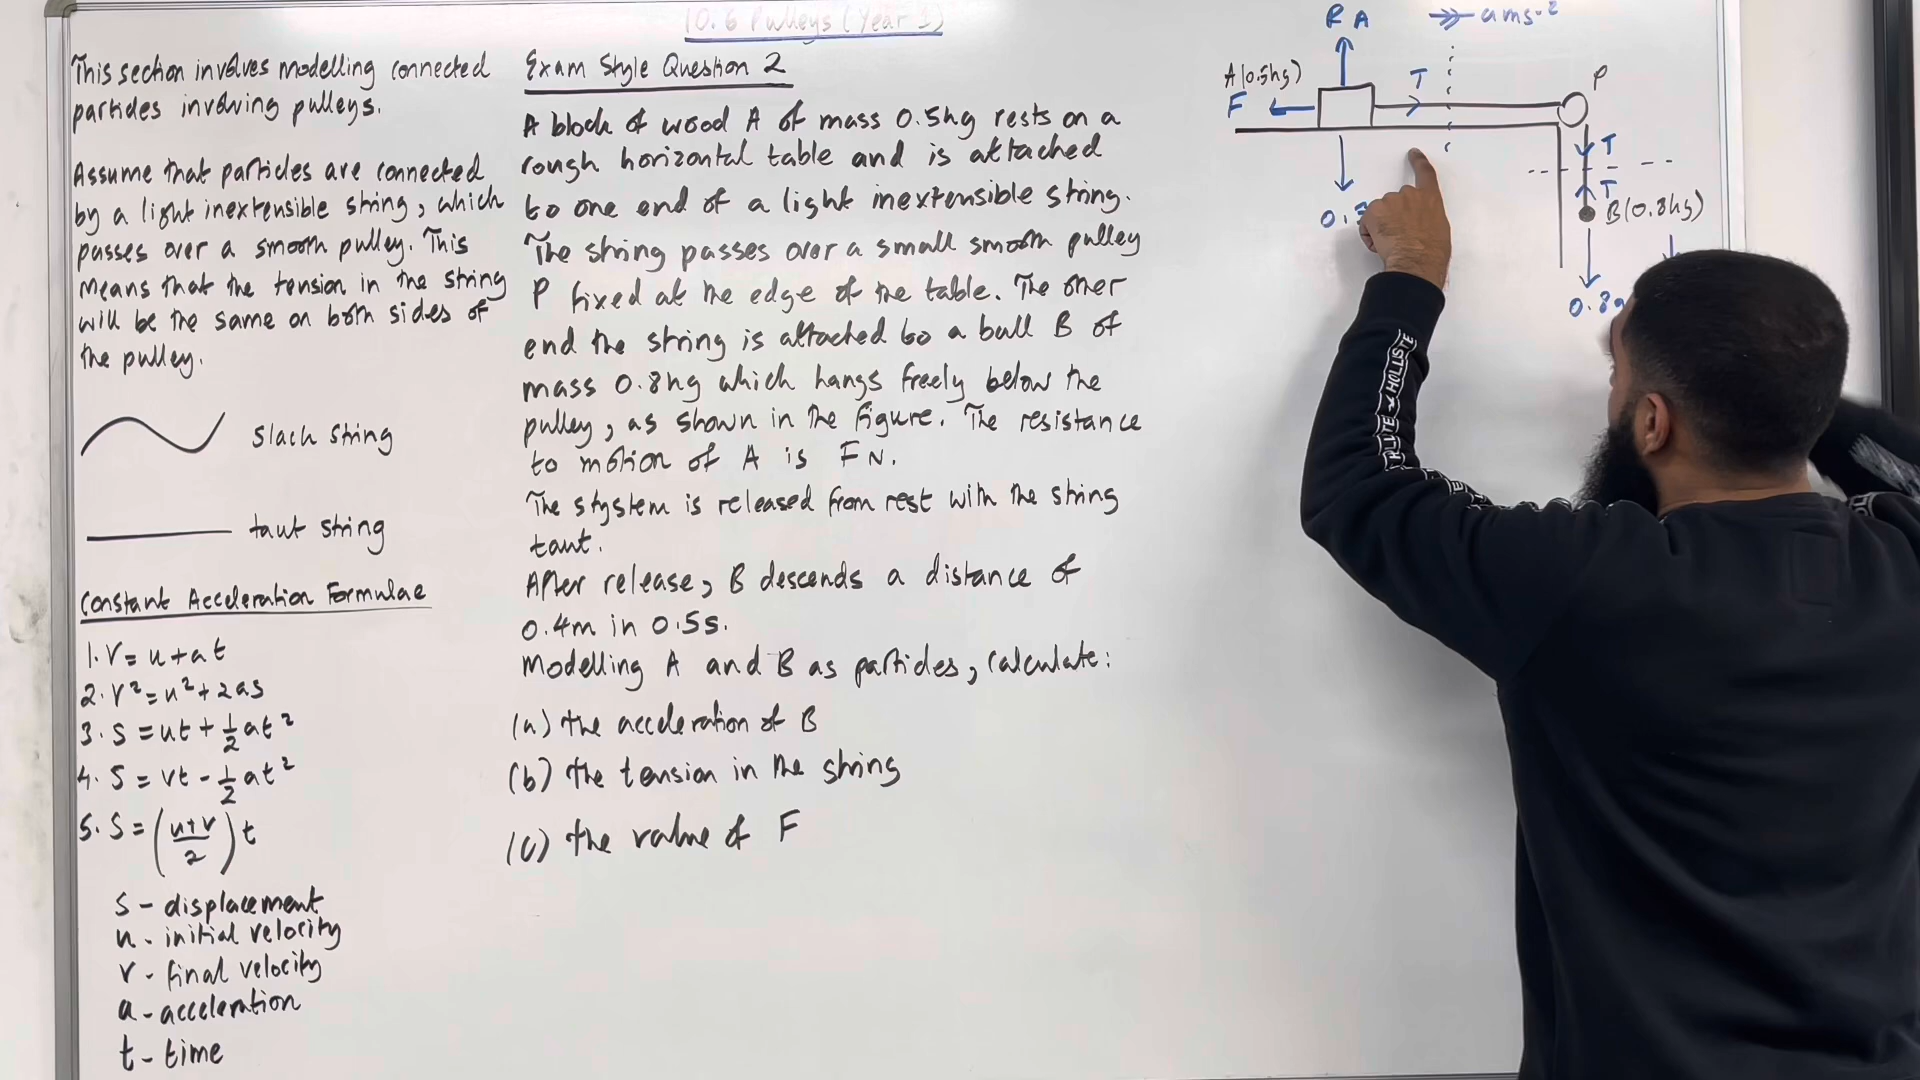 10.6 Pulleys (Year 1)
This section involves modelling connected
particles involving pulleys.
Assume that particles are connected
by a light inextensible string, which
passes over a smooth pulley. This
means that the tension in the string
will be the same on both sides of
the pulley.
slack string
taut string
Constant Acceleration Formulae
1. v = u + at
2. v² = u² + 2as
3. s = ut + 1/2 at²
4. s = vt - 1/2 at²
5. s = (u+v/2) t
s - displacement
u - initial velocity
v - final velocity
a - acceleration
t - time
Exam Style Question 2
A block of wood A of mass 0.5kg rests on a
rough horizontal table and is attached
to one end of a light inextensible string.
The string passes over a small smooth pulley
P fixed at the edge of the table. The other
end the string is attached to a ball B of
mass 0.8kg which hangs freely below the
pulley, as shown in the figure. The resistance
to motion of A is F N.
The stystem is released from rest with the string
taut.
After release, B descends a distance of
0.4m in 0.5s.
Modelling A and B as particles, calculate:
(a) the acceleration of B
(b) the tension in the string
(c) the value of F
R A
a ms-2
A (0.5kg)
F
T
P
T
T
B (0.8kg)
0.8g